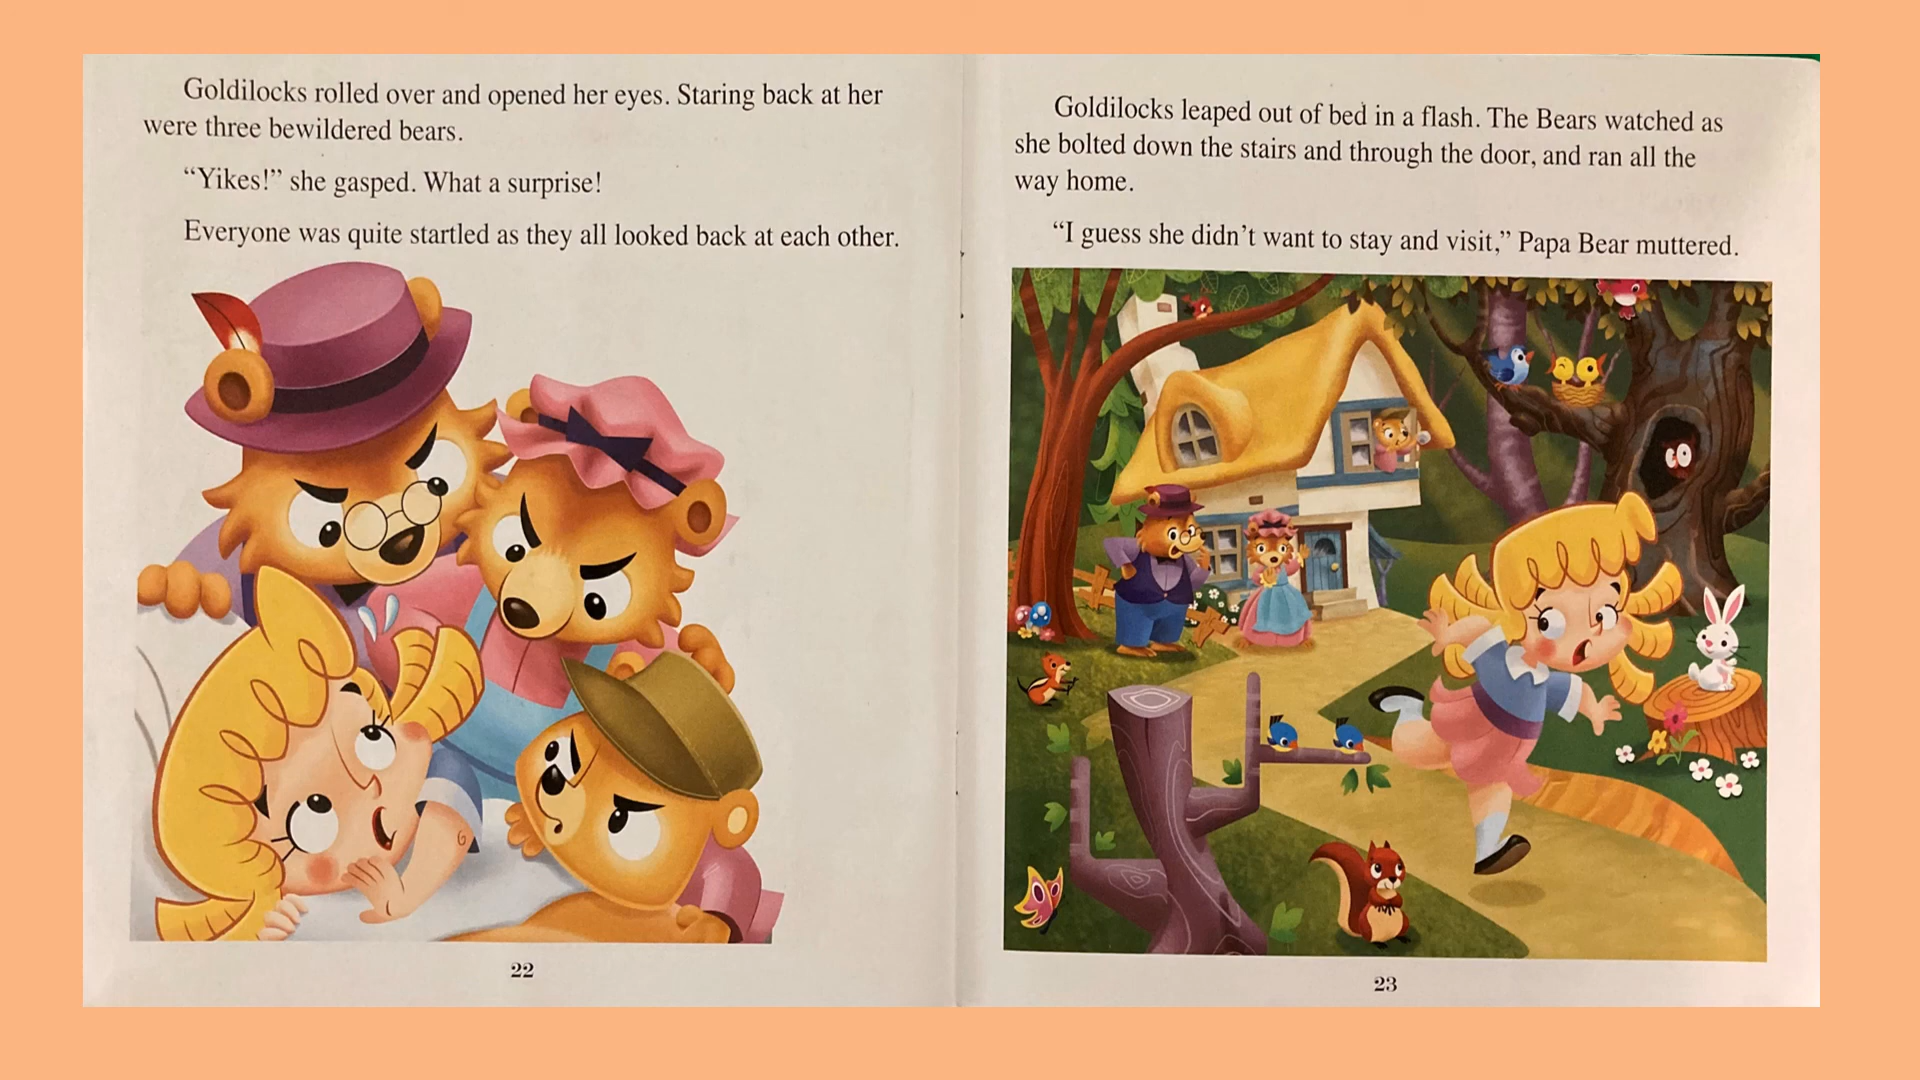 Goldilocks rolled over and opened her eyes. Staring back at her
were three bewildered bears.
“Yikes!” she gasped. What a surprise!
Everyone was quite startled as they all looked back at each other.
22
Goldilocks leaped out of bed in a flash. The Bears watched as
she bolted down the stairs and through the door, and ran all the
way home.
“I guess she didn’t want to stay and visit,” Papa Bear muttered.
23